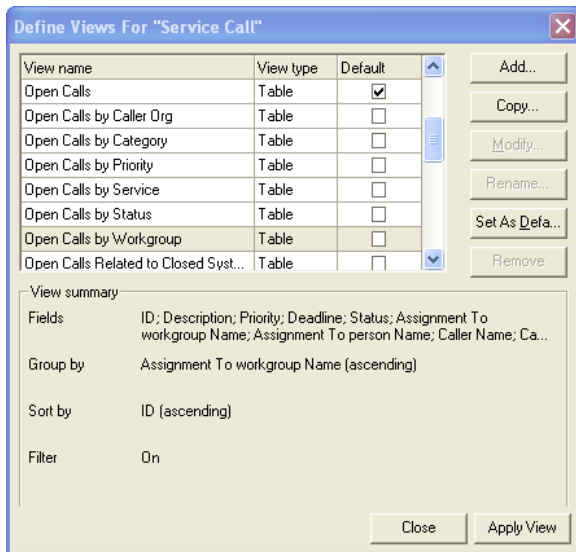 Define Views For "Service Call"
View name View type Default
Open Calls Table
Open Calls by Caller Org Table
Open Calls by Category Table
Open Calls by Priority Table
Open Calls by Service Table
Open Calls by Status Table
Open Calls by Workgroup Table
Open Calls Related to Closed Syst... Table
Add...
Copy...
Modify...
Rename...
Set As Defa...
Remove
View summary
Fields ID; Description; Priority; Deadline; Status; Assignment To
workgroup Name; Assignment To person Name; Caller Name; Ca...
Group by Assignment To workgroup Name (ascending)
Sort by ID (ascending)
Filter On
Close Apply View